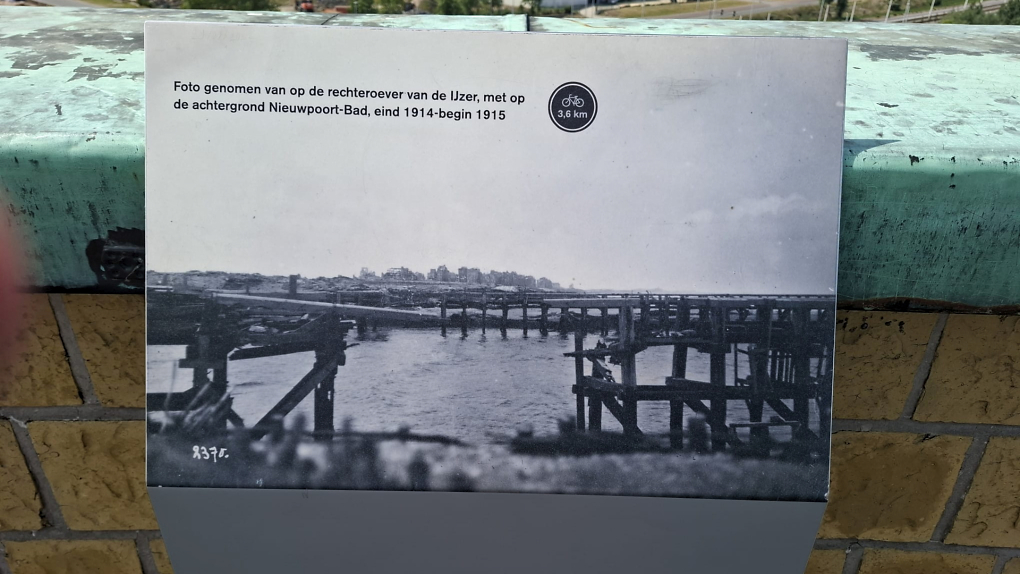 Foto genomen van op de rechteroever van de IJzer, met op
de achtergrond Nieuwpoort-Bad, eind 1914-begin 1915
3,6 km
2375.